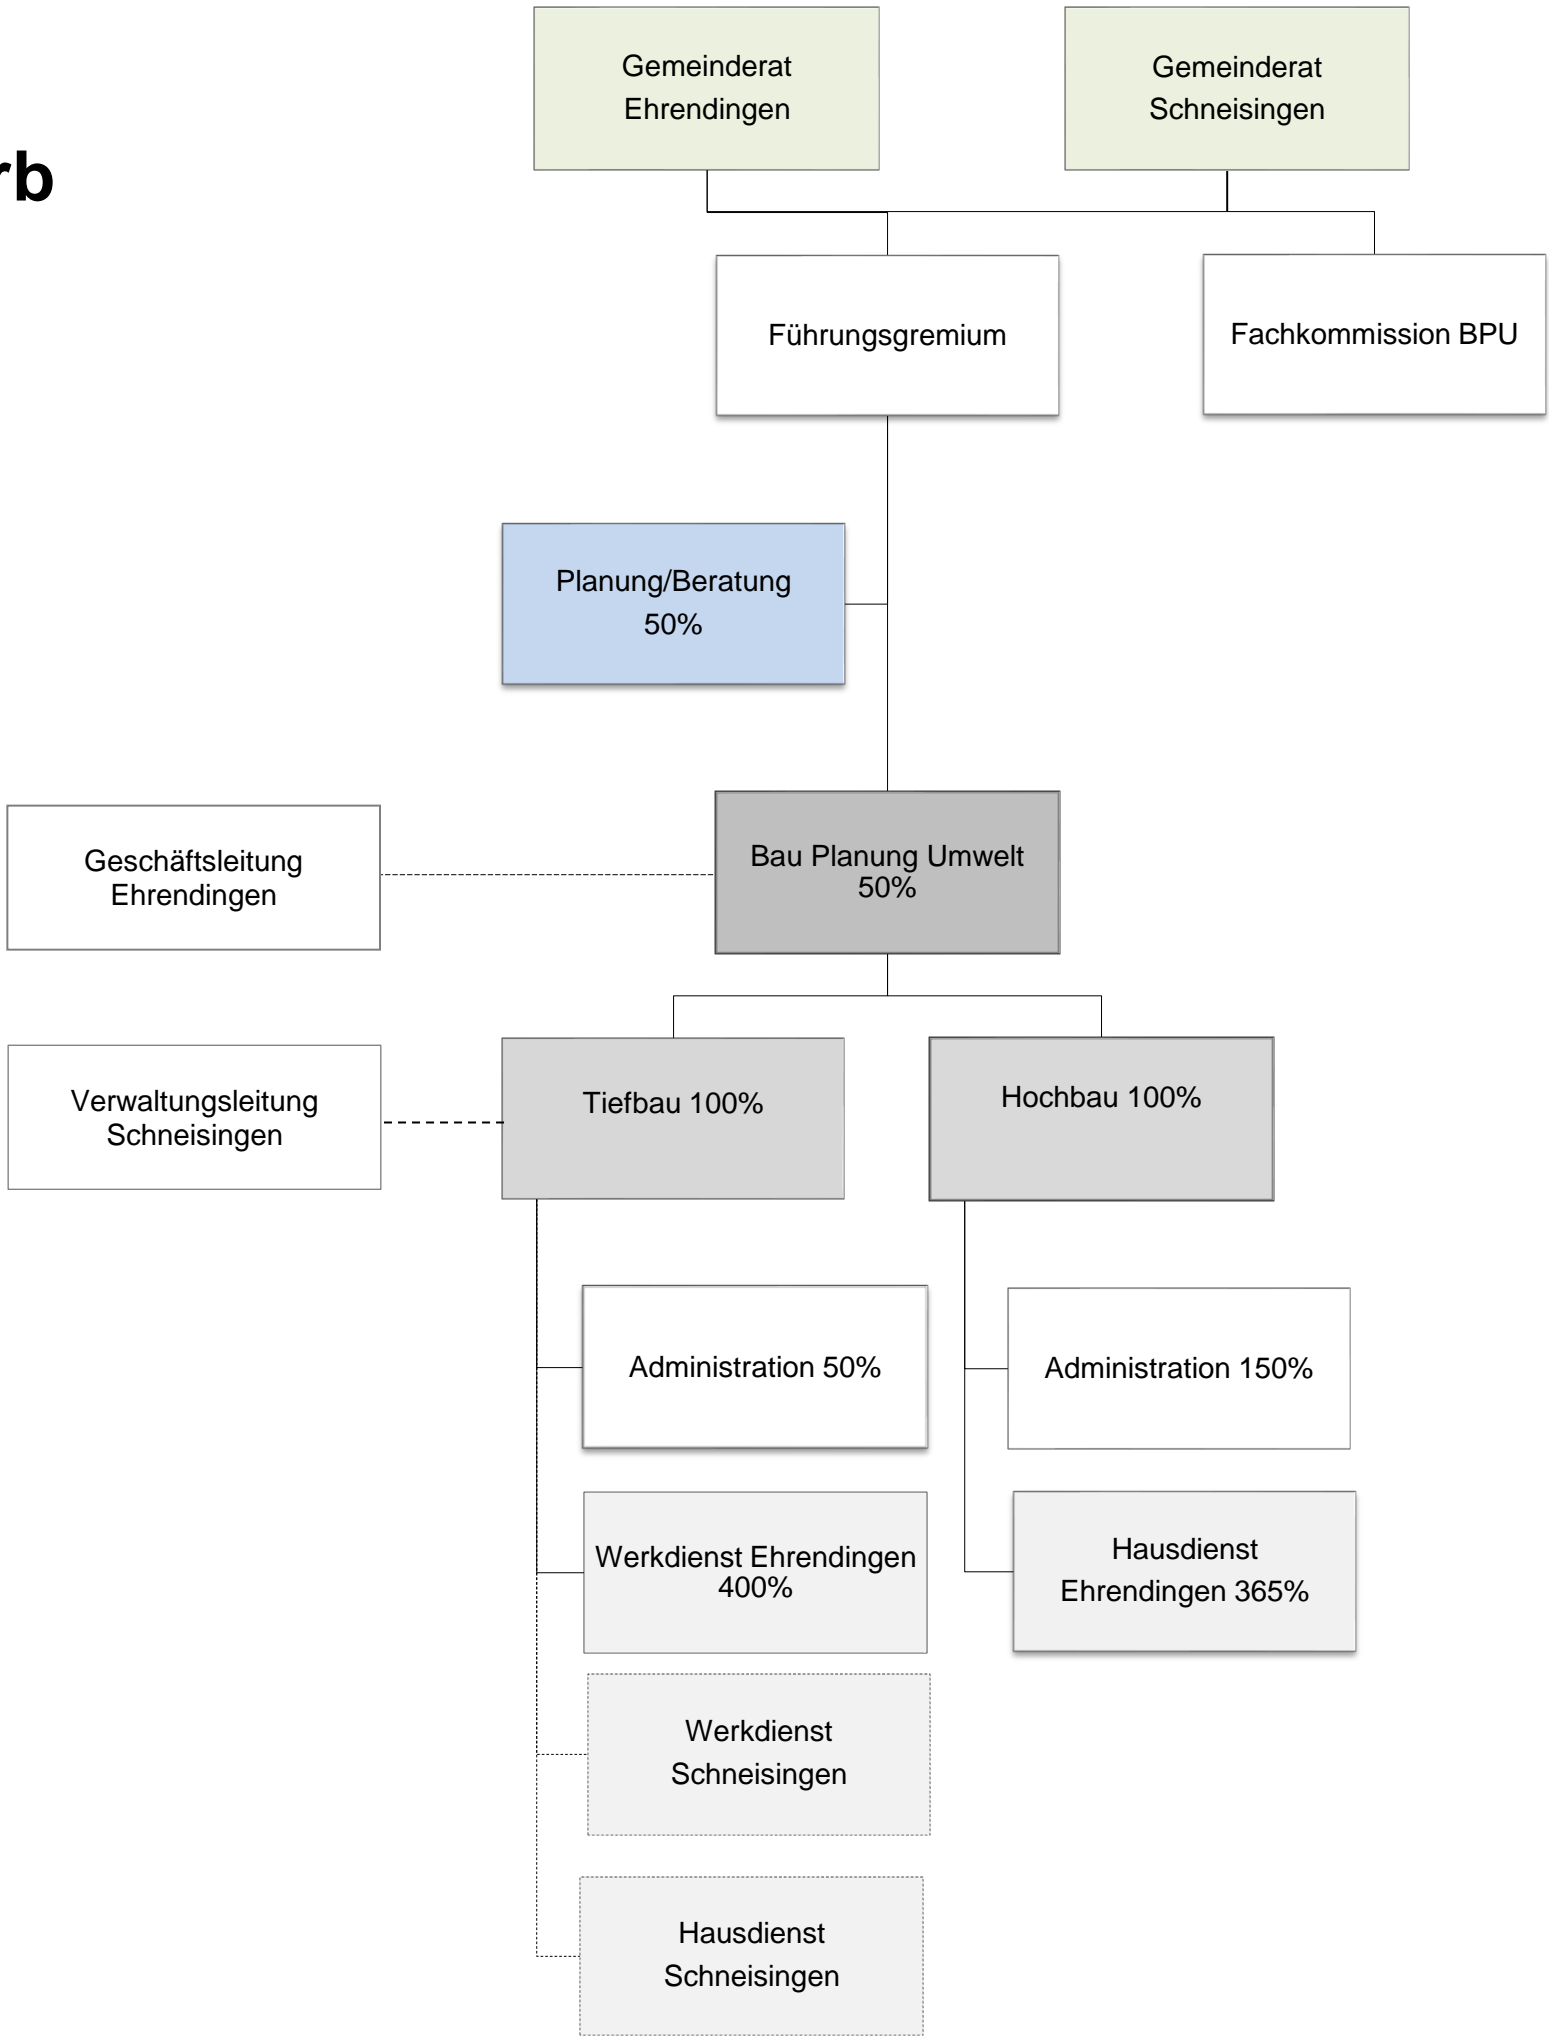 Gemeinderat
Ehrendingen
Gemeinderat
Schneisingen
rb
Führungsgremium
Fachkommission BPU
Planung/Beratung
50%
Geschäftsleitung
Ehrendingen
Bau Planung Umwelt
50%
Verwaltungsleitung
Schneisingen
Tiefbau 100%
Hochbau 100%
Administration 50%
Administration 150%
Werkdienst Ehrendingen
400%
Hausdienst
Ehrendingen 365%
Werkdienst
Schneisingen
Hausdienst
Schneisingen